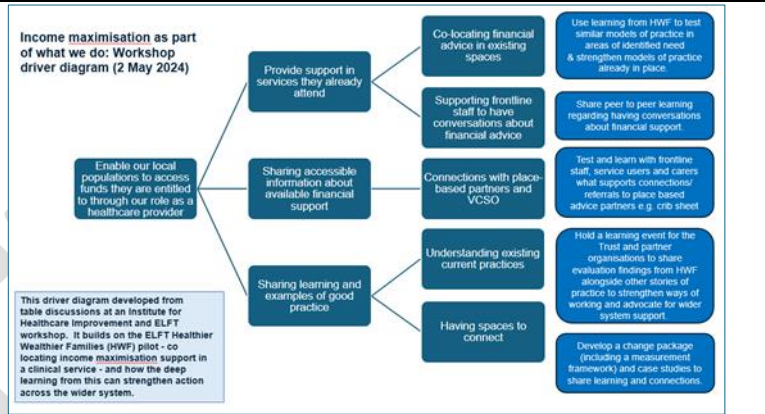 Income maximisation as part
of what we do: Workshop
driver diagram (2 May 2024)
Enable our local
populations to access
funds they are entitled
to through our role as a
healthcare provider
Provide support in
services they already
attend
Sharing accessible
information about
available financial
support
Sharing learning and
examples of good
practice
Co-locating financial
advice in existing
spaces
Supporting frontline
staff to have
conversations about
financial advice
Connections with place-
based partners and
VCSO
Understanding existing
current practices
Having spaces to
connect
Use learning from HWF to test
similar models of practice in
areas of identified need
& strengthen models of practice
already in place.
Share peer to peer learning
regarding having conversations
about financial support.
Test and learn with frontline
staff, service users and carers
what supports connections/
referrals to place based
advice partners e.g. crib sheet
Hold a learning event for the
Trust and partner
organisations to share
evaluation findings from HWF
alongside other stories of
practice to strengthen ways of
working and advocate for wider
system support.
Develop a change package
(including a measurement
framework) and case studies to
share learning and connections.
This driver diagram developed from
table discussions at an Institute for
Healthcare Improvement and ELFT
workshop. It builds on the ELFT Healthier
Wealthier Families (HWF) pilot - co
locating income maximisation support in
a clinical service - and how the deep
learning from this can strengthen action
across the wider system.